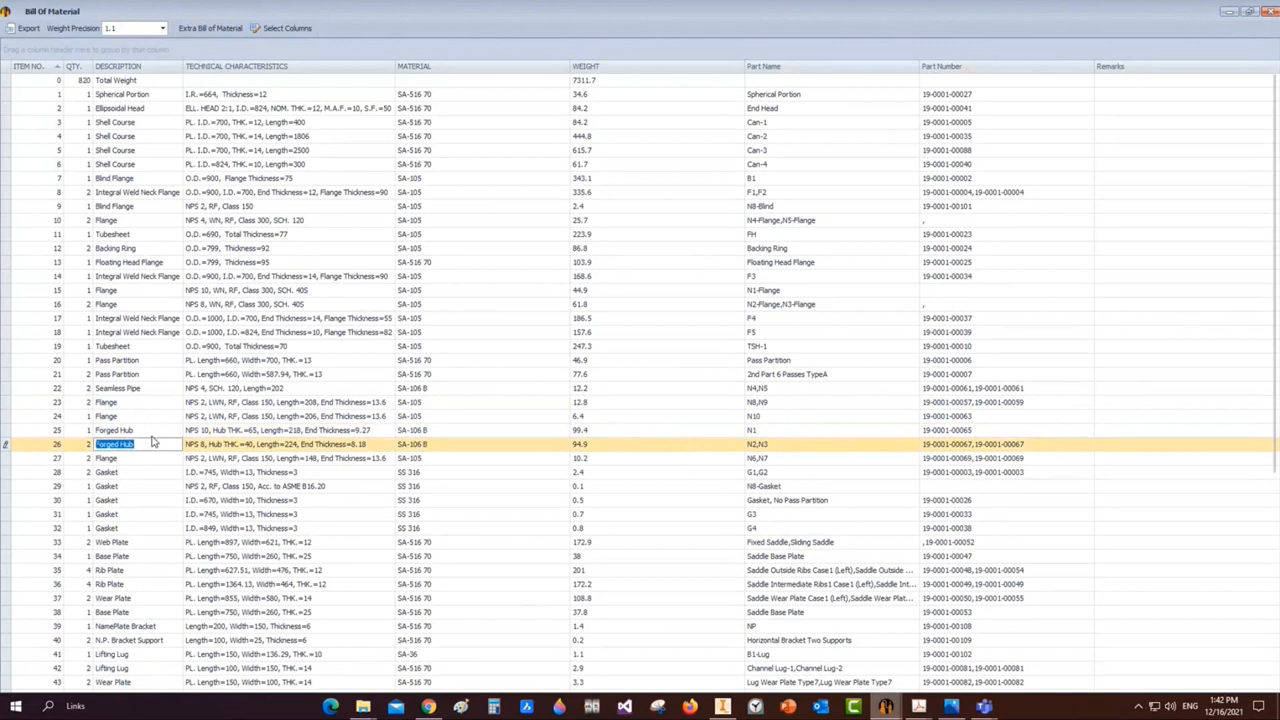 Bill Of Material
Export Weight Precision 1.1 Extra Bill of Material Select Columns
Drag a column header here to group by that column
ITEM NO. QTY. DESCRIPTION TECHNICAL CHARACTERISTICS MATERIAL WEIGHT Part Name Part Number Remarks
0 820 Total Weight 7311.7
1 1 Spherical Portion I.R.=664, Thickness=12 SA-516 70 34.6 Spherical Portion 19-0001-00027
2 1 Ellipsoidal Head ELL. HEAD 2:1, I.D.=824, NOM. THK.=12, M.A.F.=10, S.F.=50 SA-516 70 84.2 End Head 19-0001-00041
3 1 Shell Course PL. I.D.=700, THK.=12, Length=400 SA-516 70 84.2 Can-1 19-0001-00005
4 1 Shell Course PL. I.D.=700, THK.=14, Length=1806 SA-516 70 444.8 Can-2 19-0001-00035
5 1 Shell Course PL. I.D.=700, THK.=14, Length=2500 SA-516 70 615.7 Can-3 19-0001-00088
6 1 Shell Course PL. I.D.=824, THK.=10, Length=300 SA-516 70 61.7 Can-4 19-0001-00040
7 1 Blind Flange O.D.=900, Flange Thickness=75 SA-105 343.1 B1 19-0001-00002
8 2 Integral Weld Neck Flange O.D.=900, I.D.=700, End Thickness=12, Flange Thickness=90 SA-105 335.6 F1,F2 19-0001-00004,19-0001-00024
9 1 Blind Flange NPS 2, RF, Class 150 SA-105 2.4 N8-Blind 19-0001-00101
10 2 Flange NPS 4, WN, RF, Class 300, SCH. 120 SA-105 25.7 N4-Flange,N5-Flange ,
11 1 Tubesheet O.D.=690, Total Thickness=77 SA-105 223.9 FH 19-0001-00023
12 2 Backing Ring O.D.=799, Thickness=92 SA-105 86.8 Backing Ring 19-0001-00024
13 1 Floating Head Flange O.D.=799, Thickness=95 SA-105 103.9 Floating Head Flange 19-0001-00025
14 1 Integral Weld Neck Flange O.D.=900, I.D.=700, End Thickness=14, Flange Thickness=90 SA-105 168.6 F3 19-0001-00034
15 1 Flange NPS 10, WN, RF, Class 300, SCH. 40S SA-105 44.9 N1-Flange
16 2 Flange NPS 8, WN, RF, Class 300, SCH. 40S SA-105 61.8 N2-Flange,N3-Flange ,
17 1 Integral Weld Neck Flange O.D.=1000, I.D.=700, End Thickness=14, Flange Thickness=55 SA-105 186.5 F4 19-0001-00037
18 1 Integral Weld Neck Flange O.D.=1000, I.D.=824, End Thickness=10, Flange Thickness=82 SA-105 157.6 F5 19-0001-00039
19 1 Tubesheet O.D.=900, Total Thickness=70 SA-105 247.3 TSH-1 19-0001-00010
20 1 Pass Partition PL. Length=660, Width=700, THK.=13 SA-516 70 46.9 Pass Partition 19-0001-00006
21 2 Pass Partition PL. Length=660, Width=587.94, THK.=13 SA-516 70 77.6 2nd Part 6 Passes TypeA 19-0001-00007
22 2 Seamless Pipe NPS 4, SCH. 120, Length=202 SA-106 B 12.2 N4,N5 19-0001-00061,19-0001-00061
23 2 Flange NPS 2, LWN, RF, Class 150, Length=208, End Thickness=13.6 SA-105 12.8 N8,N9 19-0001-00057,19-0001-00059
24 1 Flange NPS 2, LWN, RF, Class 150, Length=206, End Thickness=13.6 SA-105 6.4 N10 19-0001-00063
25 1 Forged Hub NPS 10, Hub THK.=65, Length=218, End Thickness=9.27 SA-106 B 99.4 N1 19-0001-00065
26 2 Forged Hub NPS 8, Hub THK.=40, Length=224, End Thickness=8.18 SA-106 B 94.9 N2,N3 19-0001-00067,19-0001-00067
27 2 Flange NPS 2, LWN, RF, Class 150, Length=148, End Thickness=13.6 SA-105 10.2 N6,N7 19-0001-00069,19-0001-00069
28 2 Gasket I.D.=745, Width=13, Thickness=3 SS 316 2.4 G1,G2 19-0001-00003,19-0001-00003
29 1 Gasket NPS 2, RF, Class 150, Acc. to ASME B16.20 SS 316 0.1 N8-Gasket
30 1 Gasket I.D.=670, Width=10, Thickness=3 SS 316 0.5 Gasket, No Pass Partition 19-0001-00026
31 1 Gasket I.D.=745, Width=13, Thickness=3 SS 316 0.7 G3 19-0001-00033
32 1 Gasket I.D.=849, Width=13, Thickness=3 SS 316 0.8 G4 19-0001-00038
33 2 Web Plate PL. Length=897, Width=621, THK.=12 SA-516 70 172.9 Fixed Saddle,Sliding Saddle ,19-0001-00052
34 1 Base Plate PL. Length=750, Width=260, THK.=25 SA-516 70 38 Saddle Base Plate 19-0001-00047
35 4 Rib Plate PL. Length=627.51, Width=476, THK.=12 SA-516 70 201 Saddle Outside Ribs Case1 (Left),Saddle Outside ... 19-0001-00048,19-0001-00054
36 4 Rib Plate PL. Length=1364.13, Width=464, THK.=12 SA-516 70 172.2 Saddle Intermediate Ribs1 Case1 (Left),Saddle Int... 19-0001-00049,19-0001-00049
37 2 Wear Plate PL. Length=855, Width=580, THK.=14 SA-516 70 108.8 Saddle Wear Plate Case1 (Left),Saddle Wear Plat... 19-0001-00050,19-0001-00055
38 1 Base Plate PL. Length=750, Width=260, THK.=25 SA-516 70 37.8 Saddle Base Plate 19-0001-00053
39 1 NamePlate Bracket Length=200, Width=150, Thickness=6 SA-516 70 1.4 NP 19-0001-00108
40 2 N.P. Bracket Support Length=100, Width=25, Thickness=6 SA-516 70 0.2 Horizontal Bracket Two Supports 19-0001-00109
41 1 Lifting Lug PL. Length=150, Width=136.29, THK.=10 SA-36 1.1 B1-Lug 19-0001-00080
42 2 Lifting Lug PL. Length=100, Width=150, THK.=14 SA-516 70 2.9 Channel Lug-1,Channel Lug-2 19-0001-00081,19-0001-00081
43 2 Wear Plate PL. Length=150, Width=100, THK.=14 SA-516 70 3.3 Lug Wear Plate Type7,Lug Wear Plate Type7 19-0001-00082,19-0001-00082
Links ENG 1:42 PM
12/16/2021